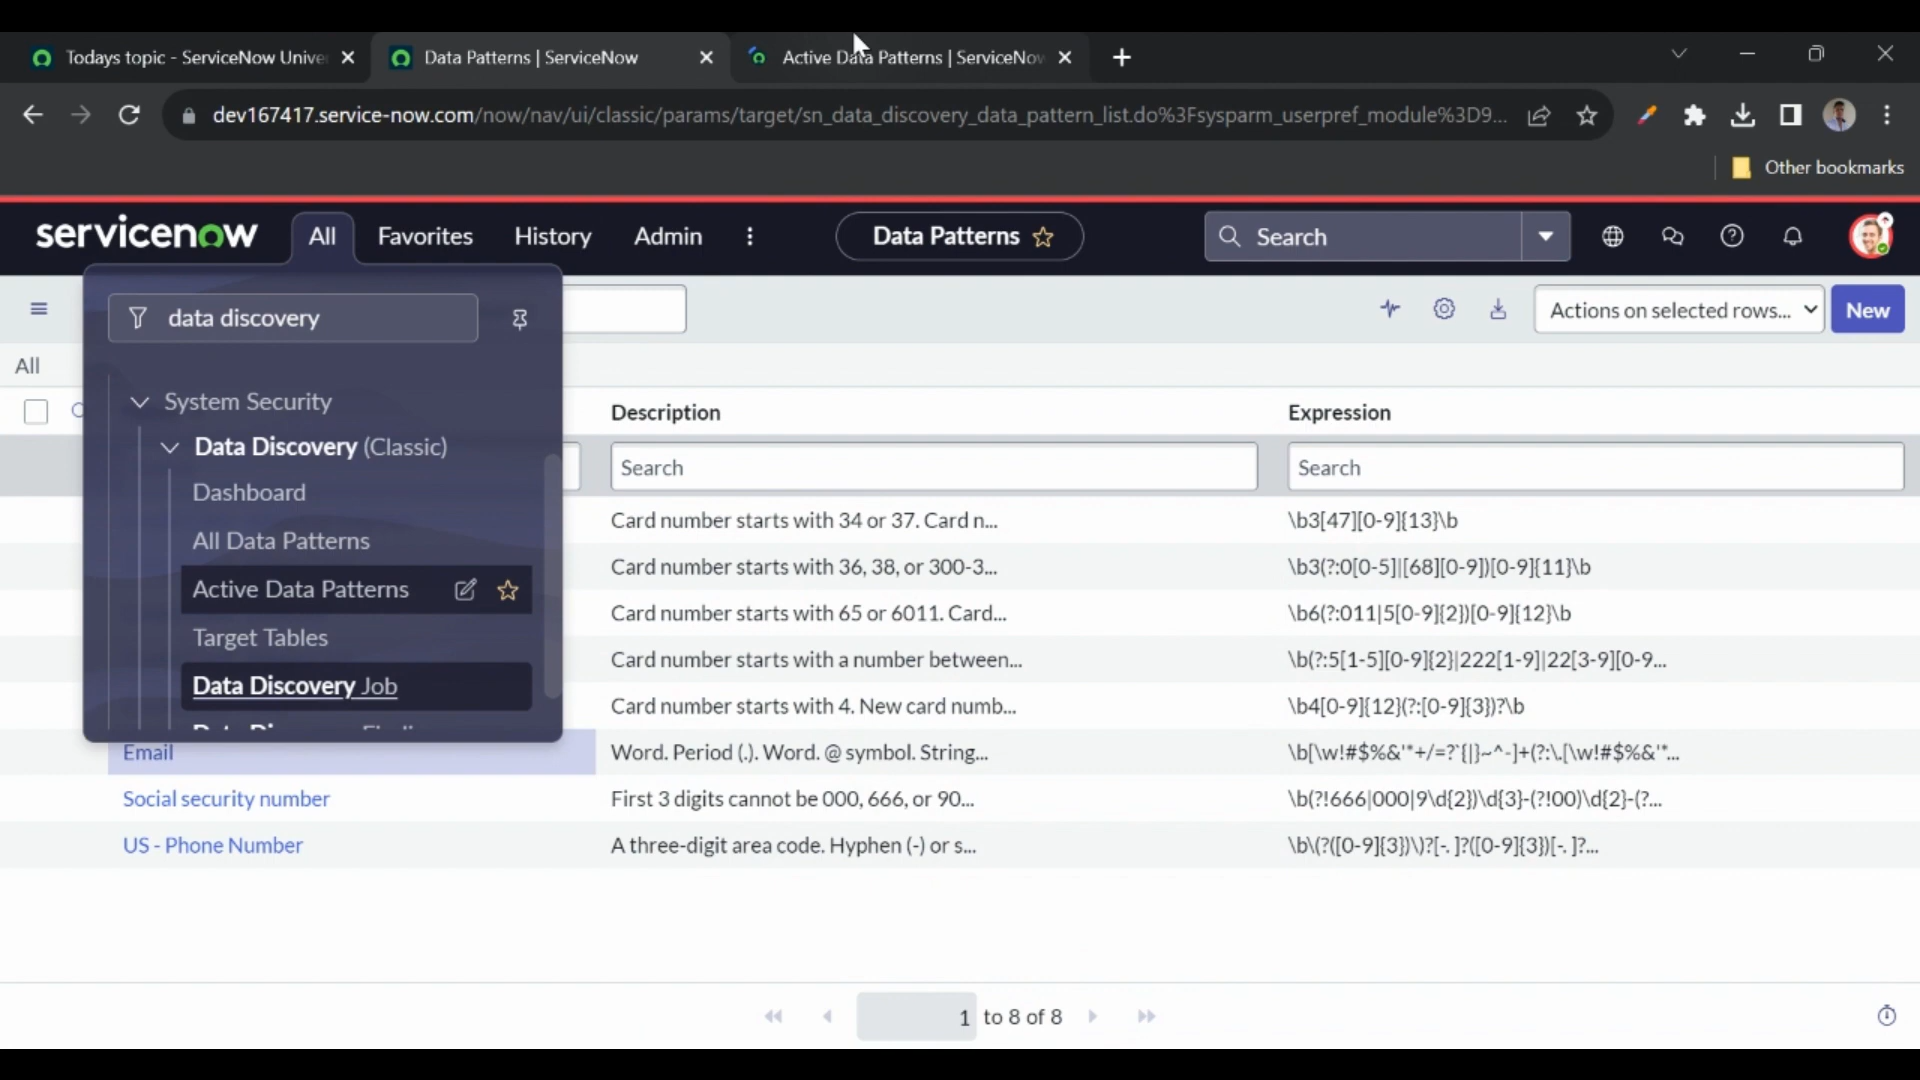 Todays topic - ServiceNow Unive
Data Patterns | ServiceNow
Active Data Patterns | ServiceNow
dev167417.service-now.com/now/nav/ui/classic/params/target/sn_data_discovery_data_pattern_list.do%3Fsysparm_userpref_module%3D9...
Other bookmarks
servicenow
All
Favorites
History
Admin
Data Patterns
Search
data discovery
Actions on selected rows...
New
All
System Security
Description
Expression
Data Discovery (Classic)
Search
Search
Dashboard
Card number starts with 34 or 37. Card n...
\b3[47][0-9]{13}\b
All Data Patterns
Card number starts with 36, 38, or 300-3...
\b3(?:0[0-5]|[68][0-9])[0-9]{11}\b
Active Data Patterns
Card number starts with 65 or 6011. Card...
\b6(?:011|5[0-9]{2})[0-9]{12}\b
Target Tables
Card number starts with a number between...
\b(?:5[1-5][0-9]{2}|222[1-9]|22[3-9][0-9...
Data Discovery Job
Card number starts with 4. New card numb...
\b4[0-9]{12}(?:[0-9]{3})?\b
Email
Word. Period (.). Word. @ symbol. String...
\b[\w!#$%&'*+/=?`{|}~^-]+(?:\.[\w!#$%&'*...
Social security number
First 3 digits cannot be 000, 666, or 90...
\b(?!666|000|9\d{2})\d{3}-(?!00)\d{2}-(?...
US - Phone Number
A three-digit area code. Hyphen (-) or s...
\b\(?([0-9]{3})\)?[-. ]?([0-9]{3})[-. ]?...
1 to 8 of 8